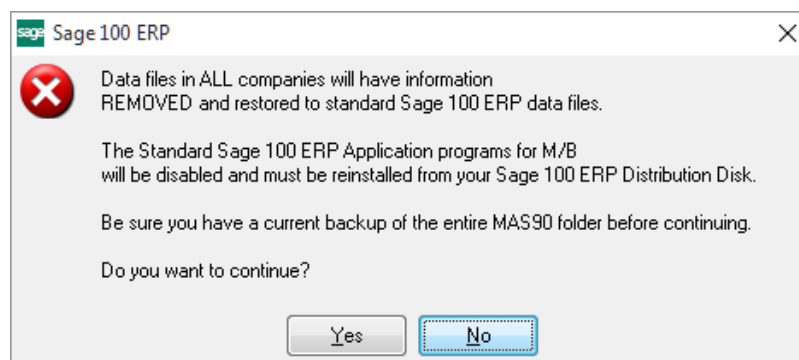 sage Sage 100 ERP
Data files in ALL companies will have information
REMOVED and restored to standard Sage 100 ERP data files.
The Standard Sage 100 ERP Application programs for M/B
will be disabled and must be reinstalled from your Sage 100 ERP Distribution Disk.
Be sure you have a current backup of the entire MAS90 folder before continuing.
Do you want to continue?
Yes No